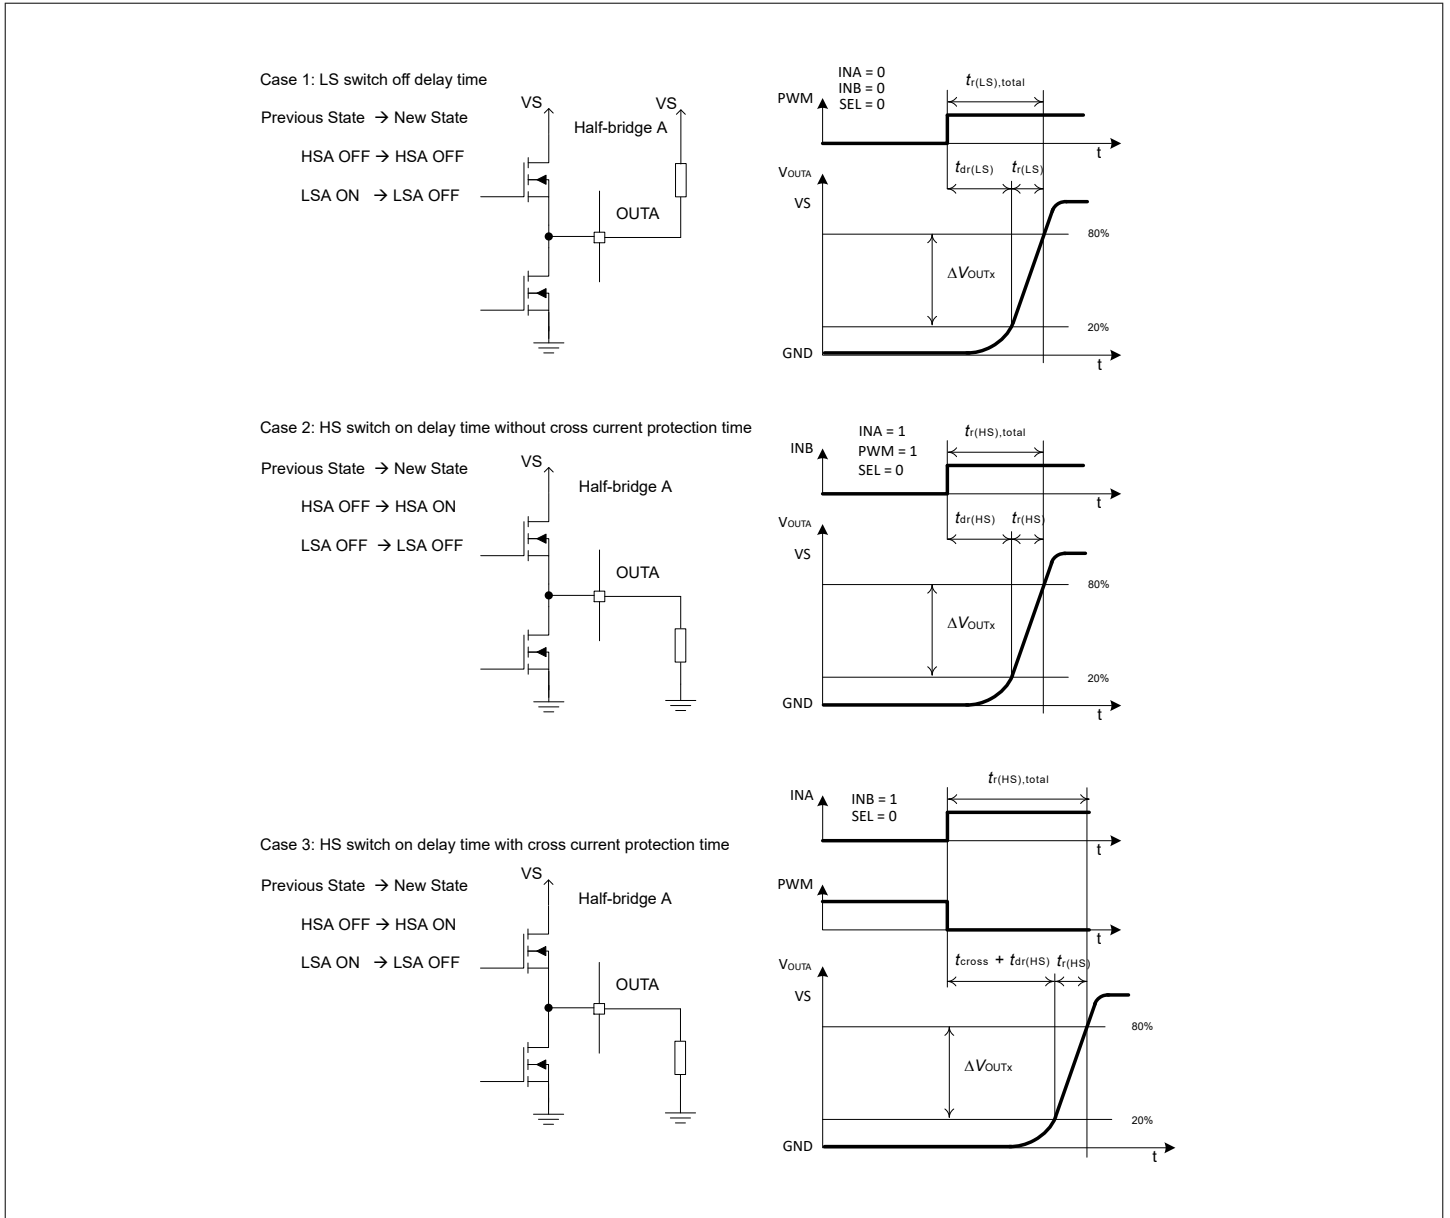 Case 1: LS switch off delay time
Previous State → New State
HSA OFF → HSA OFF
LSA ON → LSA OFF
VS
VS
Half-bridge A
OUTA
INA = 0
INB = 0
SEL = 0
tr(LS),total
PWM
t
tdr(LS)
tr(LS)
VOUTA
VS
80%
ΔVOUTx
20%
GND
t
Case 2: HS switch on delay time without cross current protection time
Previous State → New State
HSA OFF → HSA ON
LSA OFF → LSA OFF
VS
Half-bridge A
OUTA
INA = 1
PWM = 1
SEL = 0
tr(HS),total
INB
t
tdr(HS)
tr(HS)
VOUTA
VS
80%
ΔVOUTx
20%
GND
t
Case 3: HS switch on delay time with cross current protection time
Previous State → New State
HSA OFF → HSA ON
LSA ON → LSA OFF
VS
Half-bridge A
OUTA
tr(HS),total
INA
INB = 1
SEL = 0
t
PWM
t
tcross + tdr(HS)
tr(HS)
VOUTA
VS
80%
ΔVOUTx
20%
GND
t